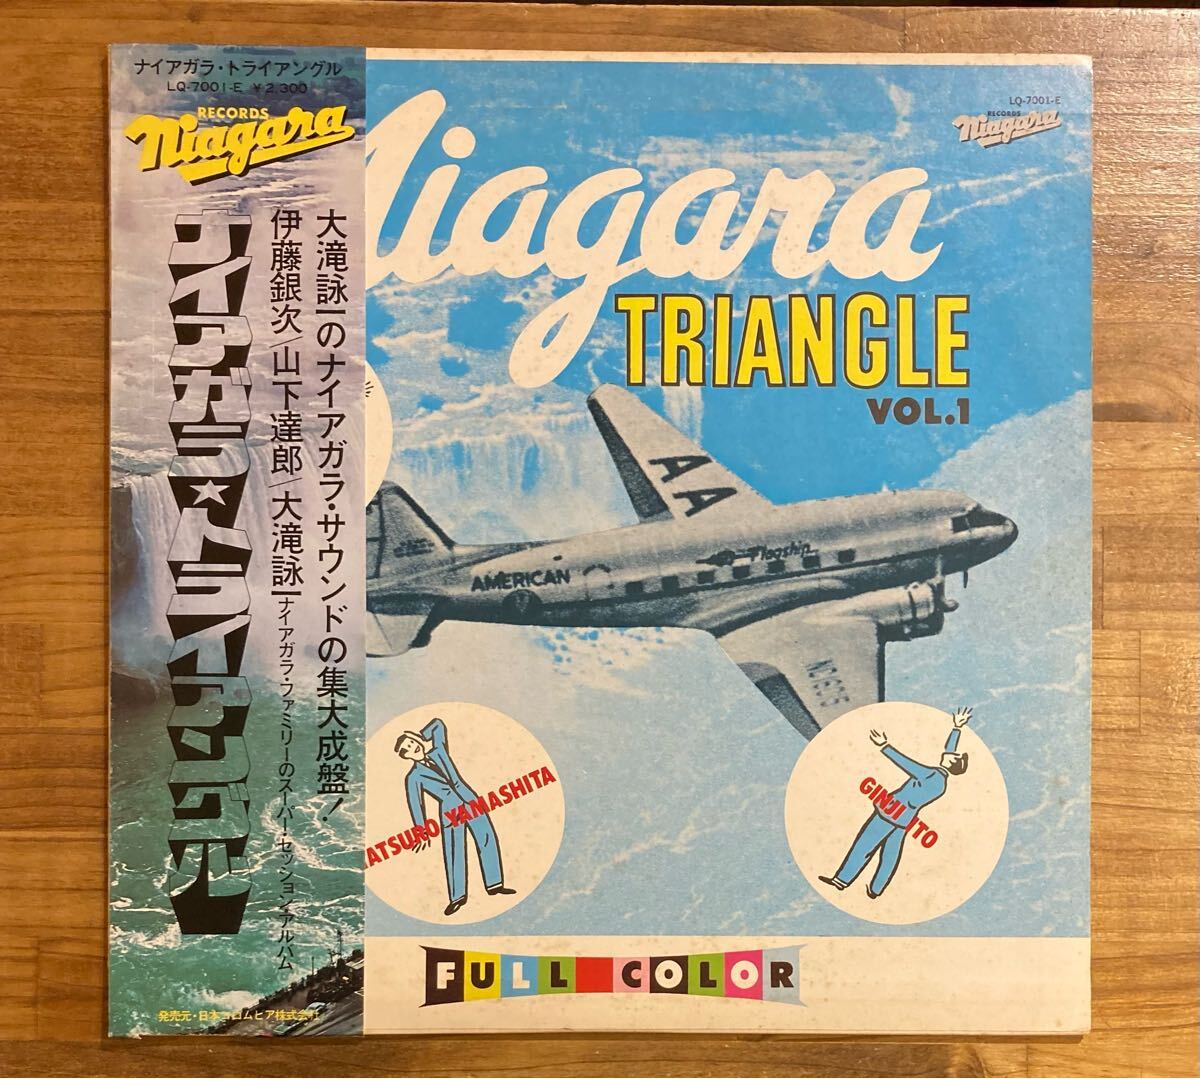 ナイアガラ・トライアングル
LQ-7001-E ￥2,300
RECORDS
Niagara
大滝詠一のナイアガラ・サウンドの集大成盤！
伊藤銀次/山下達郎/大滝詠一
ナイアガラ・ファミリーのスーパー・セッション・アルバム
ナイアガラ★トライアングル
発売元・日本コロムビア株式会社
LQ-7001-E
RECORDS
Niagara
Niagara
TRIANGLE
VOL.1
AA
Flagship
AMERICAN
TATSURO YAMASHITA
GINJI ITO
FULL COLOR